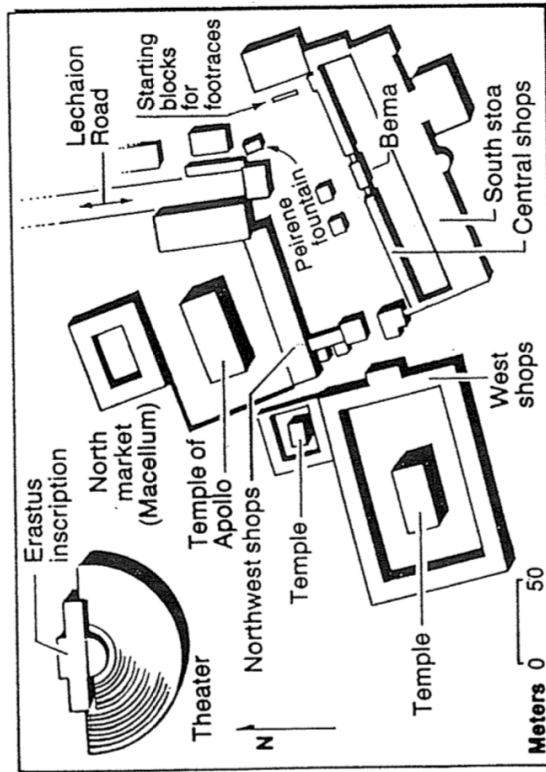 Erastus
inscription
North
market
(Macellum)
Lechaion
Road
Starting
blocks
for
footraces
Theater
Temple of
Apollo
Peirene
fountain
Northwest shops
Temple
Bema
N
Temple
West
shops
South stoa
Central shops
Meters 0 50